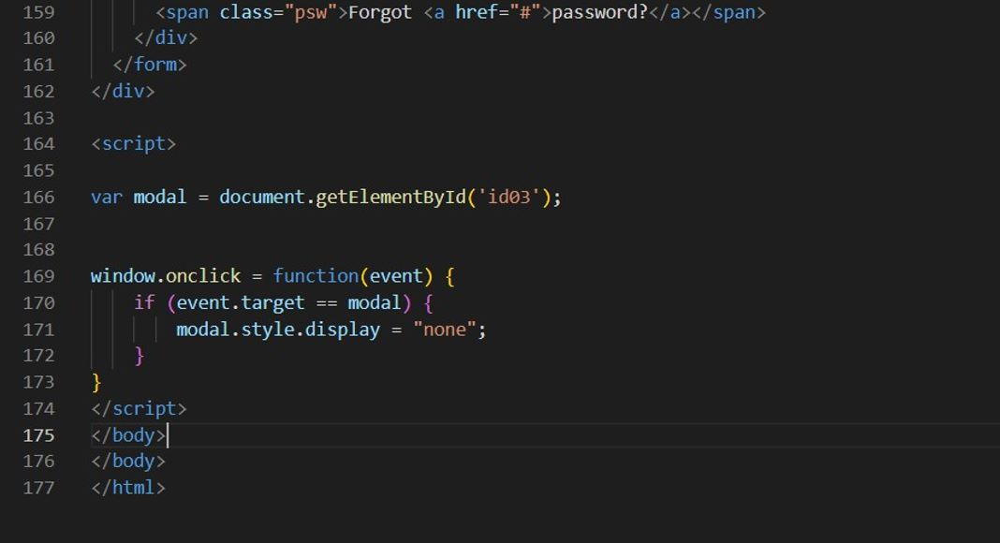 159 <span class="psw">Forgot <a href="#">password?</a></span>
160 </div>
161 </form>
162 </div>
163
164 <script>
165
166 var modal = document.getElementById('id03');
167
168
169 window.onclick = function(event) {
170 if (event.target == modal) {
171 modal.style.display = "none";
172 }
173 }
174 </script>
175 </body>
176 </body>
177 </html>